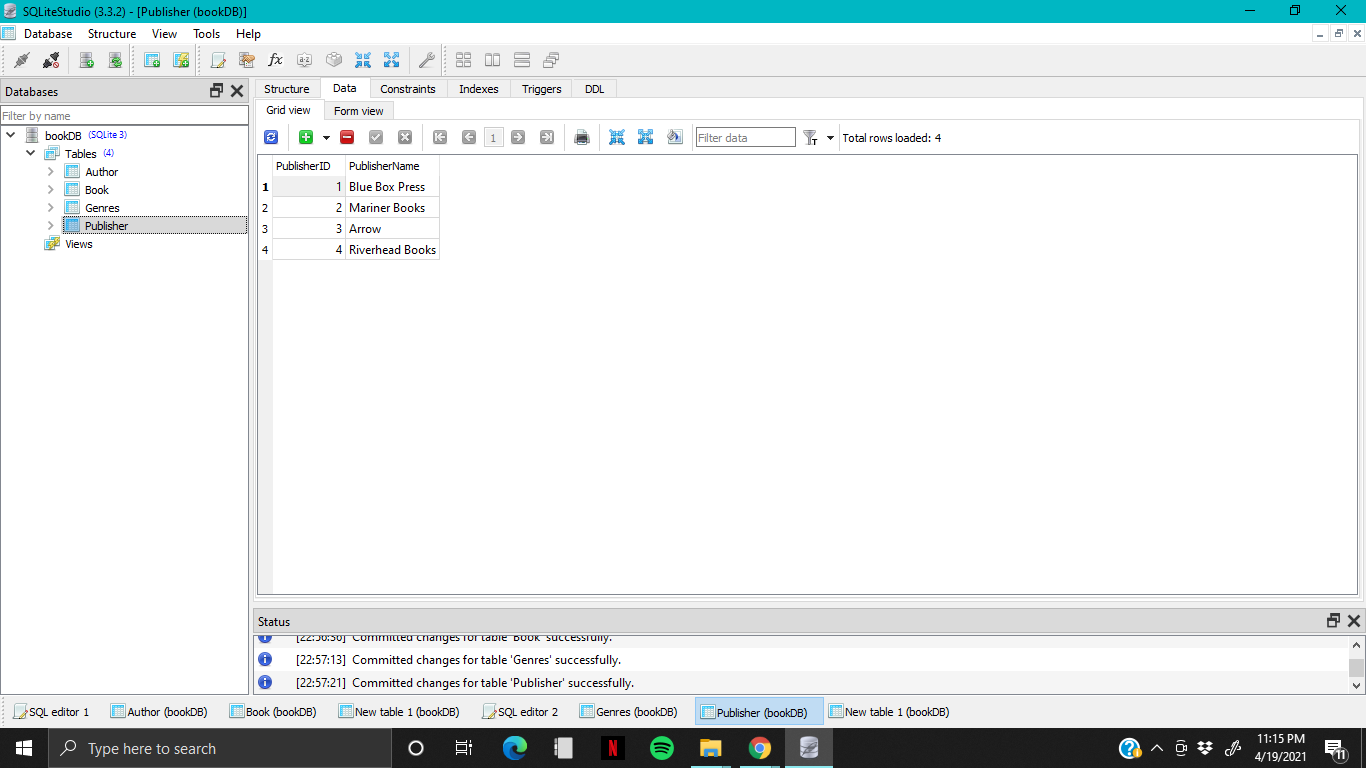 SQLiteStudio (3.3.2) - [Publisher (bookDB)]
Database Structure View Tools Help
Databases
Filter by name
bookDB (SQLite 3)
Tables (4)
Author
Book
Genres
Publisher
Views
Structure Data Constraints Indexes Triggers DDL
Grid view Form view
1 Filter data Total rows loaded: 4
PublisherID PublisherName
1 1 Blue Box Press
2 2 Mariner Books
3 3 Arrow
4 4 Riverhead Books
Status
[22:56:56] Committed changes for table 'Book' successfully.
[22:57:13] Committed changes for table 'Genres' successfully.
[22:57:21] Committed changes for table 'Publisher' successfully.
SQL editor 1 Author (bookDB) Book (bookDB) New table 1 (bookDB) SQL editor 2 Genres (bookDB) Publisher (bookDB) New table 1 (bookDB)
Type here to search
11:15 PM
4/19/2021
11